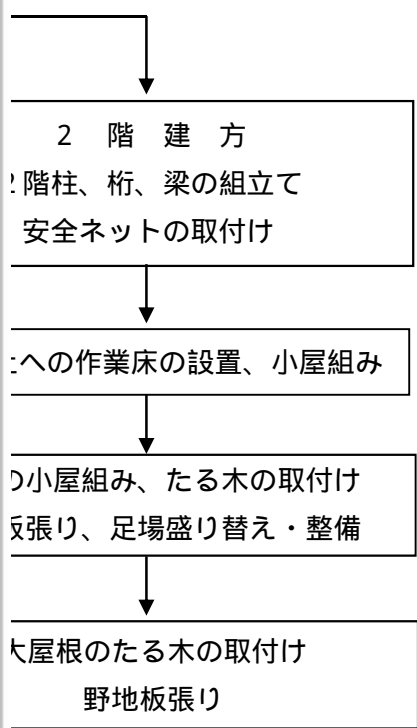 2 階 建 方
階柱、桁、梁の組立て
安全ネットの取付け
への作業床の設置、小屋組み
の小屋組み、たる木の取付け
板張り、足場盛り替え・整備
大屋根のたる木の取付け
野地板張り